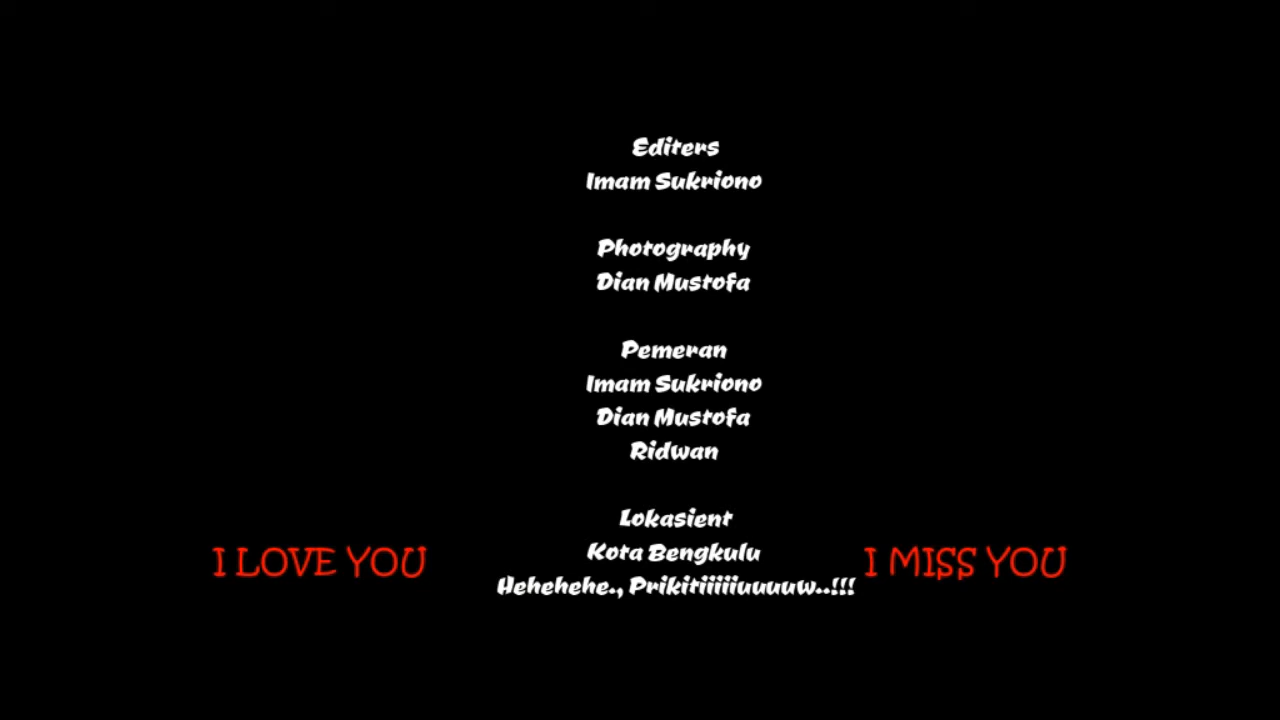 Editers
Imam Sukriono
Photography
Dian Mustofa
Pemeran
Imam Sukriono
Dian Mustofa
Ridwan
Lokasient
Kota Bengkulu
Hehehehe., Prikitiiiiiuuuuw..!!!
I LOVE YOU
I MISS YOU